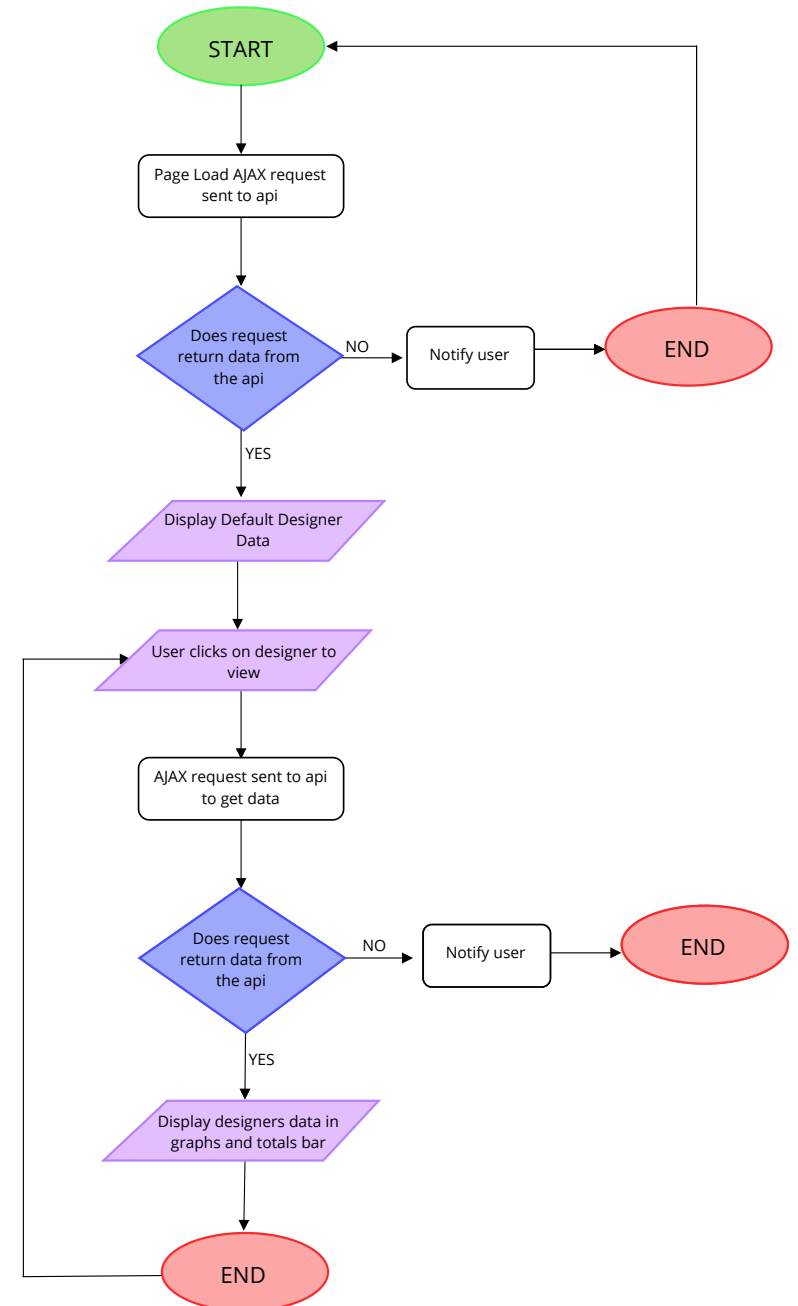 START
Page Load AJAX request
sent to api
Does request
return data from
the api
NO
Notify user
END
YES
Display Default Designer
Data
User clicks on designer to
view
AJAX request sent to api
to get data
Does request
return data from
the api
NO
Notify user
END
YES
Display designers data in
graphs and totals bar
END